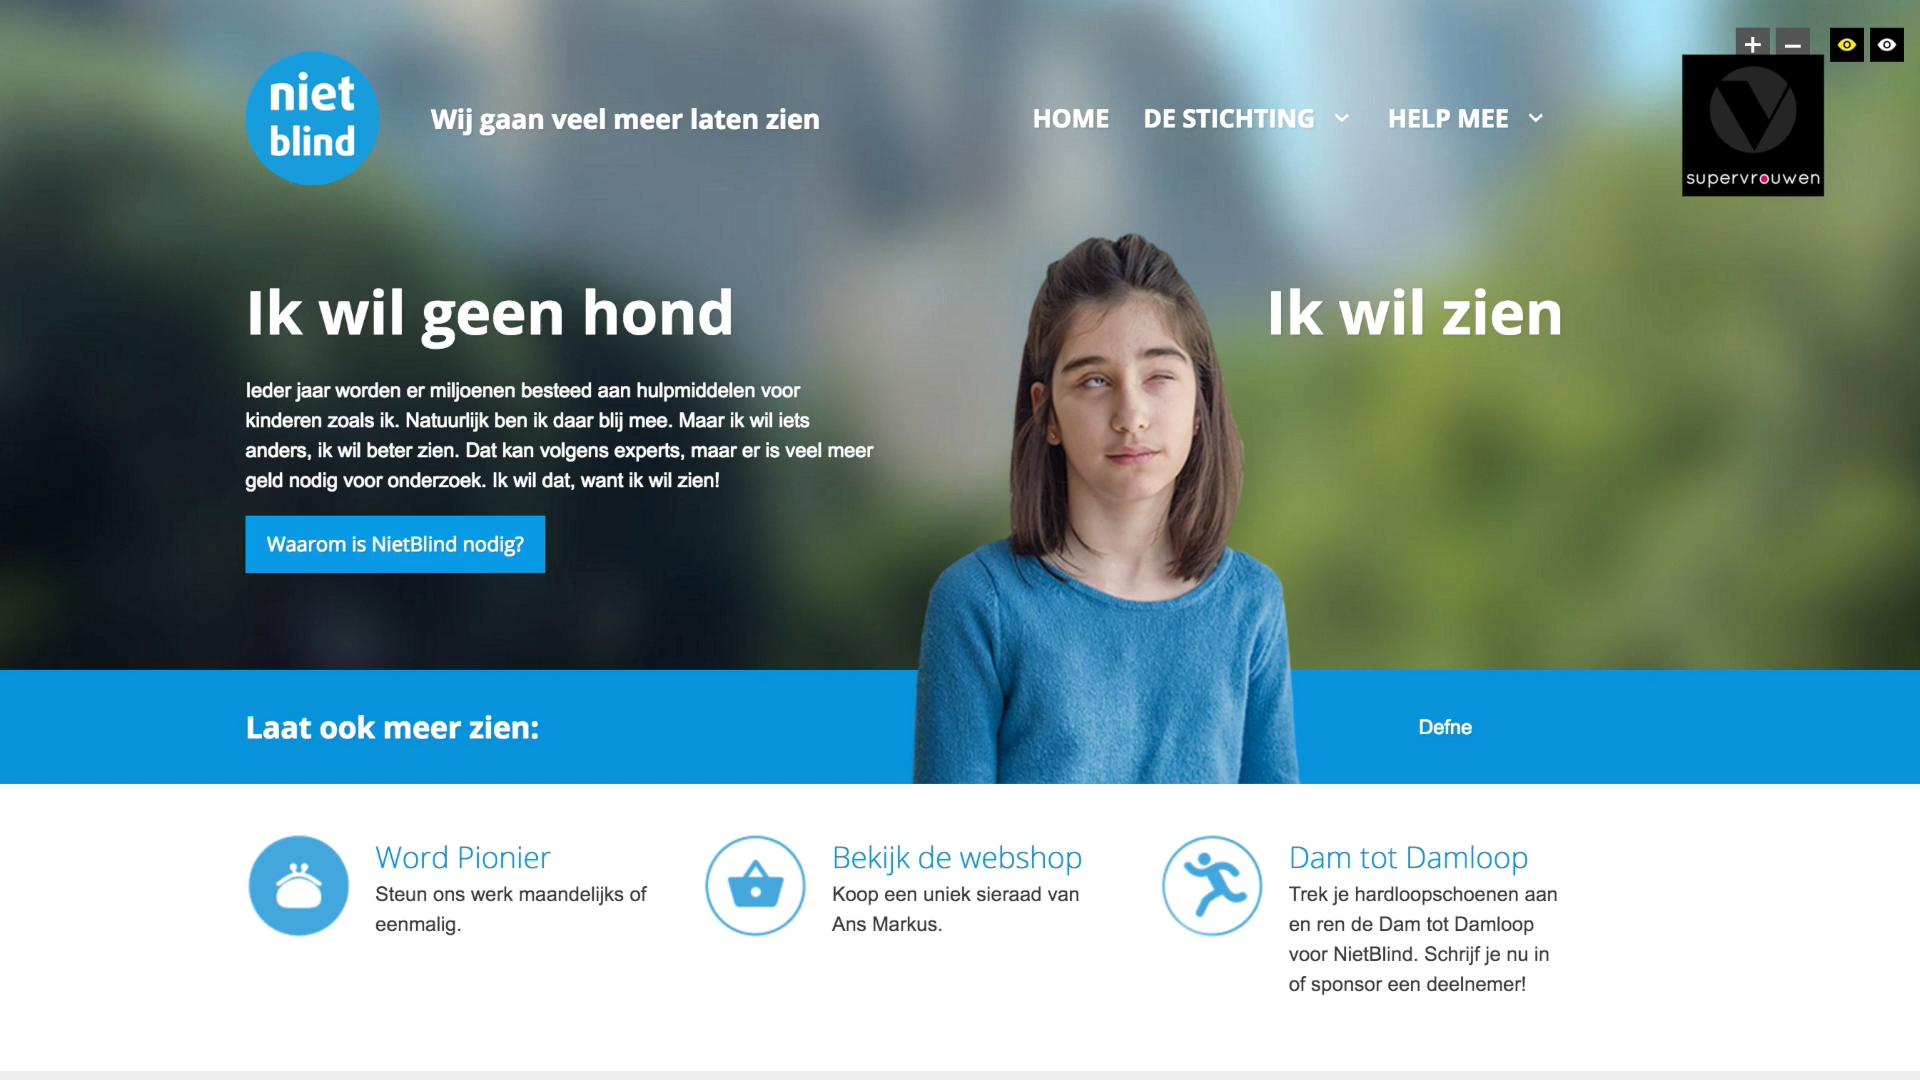 niet
blind
Wij gaan veel meer laten zien
HOME DE STICHTING HELP MEE
supervrouwen
Ik wil geen hond
Ik wil zien
Ieder jaar worden er miljoenen besteed aan hulpmiddelen voor
kinderen zoals ik. Natuurlijk ben ik daar blij mee. Maar ik wil iets
anders, ik wil beter zien. Dat kan volgens experts, maar er is veel meer
geld nodig voor onderzoek. Ik wil dat, want ik wil zien!
Waarom is NietBlind nodig?
Laat ook meer zien:
Defne
Word Pionier
Steun ons werk maandelijks of
eenmalig.
Bekijk de webshop
Koop een uniek sieraad van
Ans Markus.
Dam tot Damloop
Trek je hardloopschoenen aan
en ren de Dam tot Damloop
voor NietBlind. Schrijf je nu in
of sponsor een deelnemer!